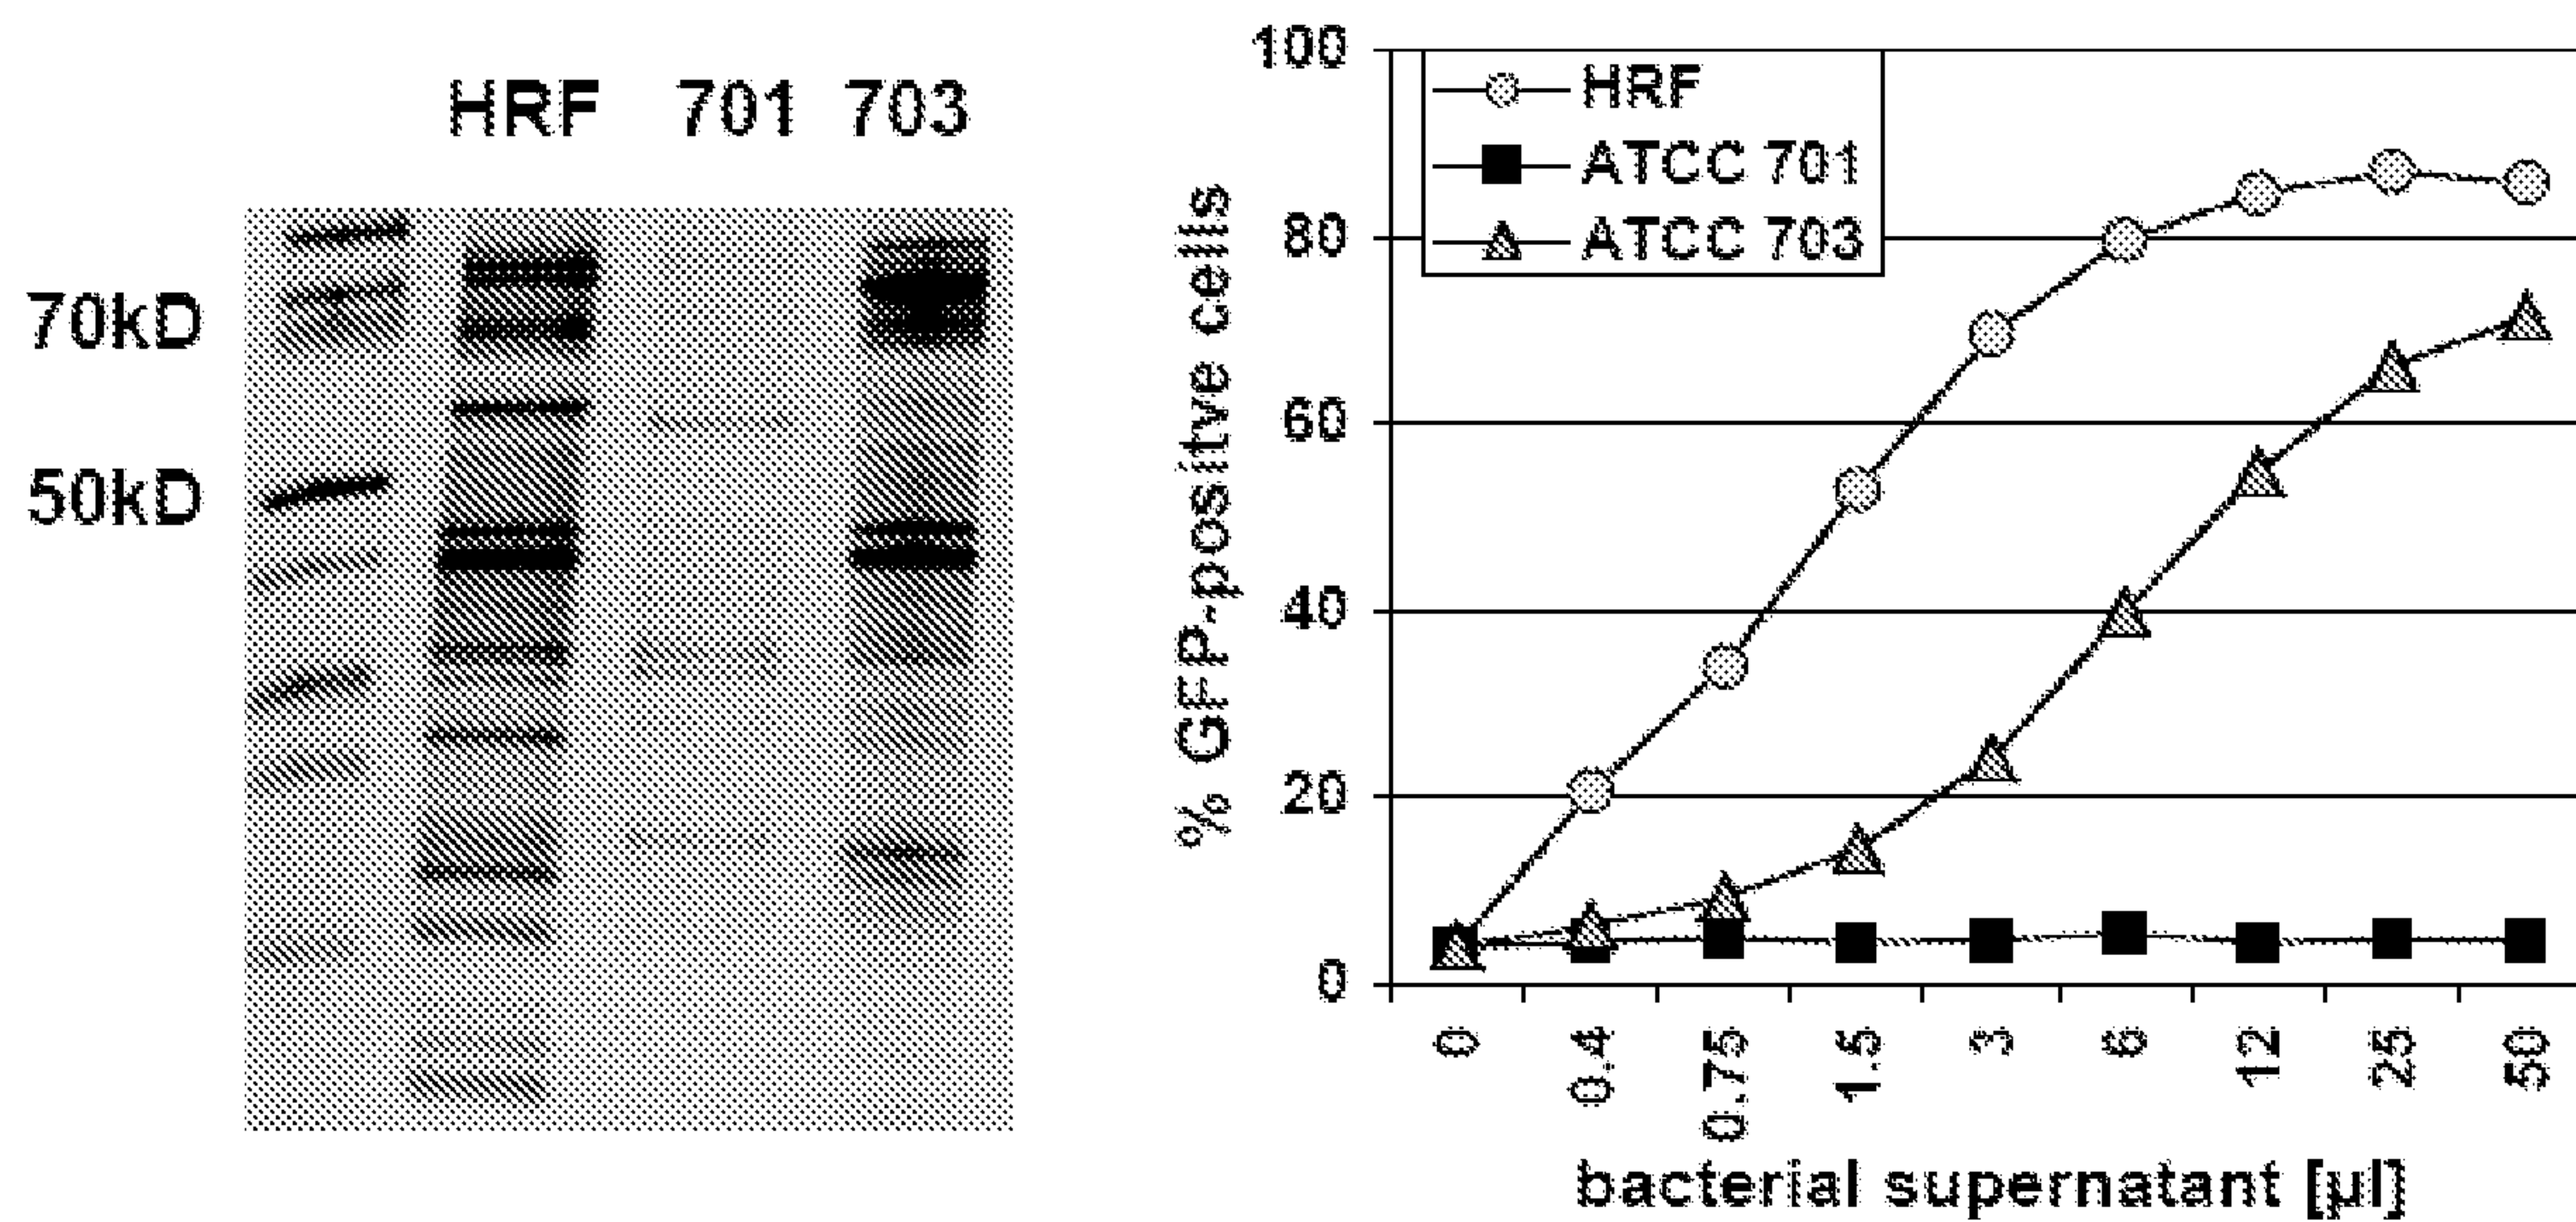 HRF 701 703
70kD
50kD
% GFP-positive cells
100
80
60
40
20
0
HRF
ATCC 701
ATCC 703
0 0.4 0.75 1.5 3 6 12 25 50
bacterial supernatant [µl]